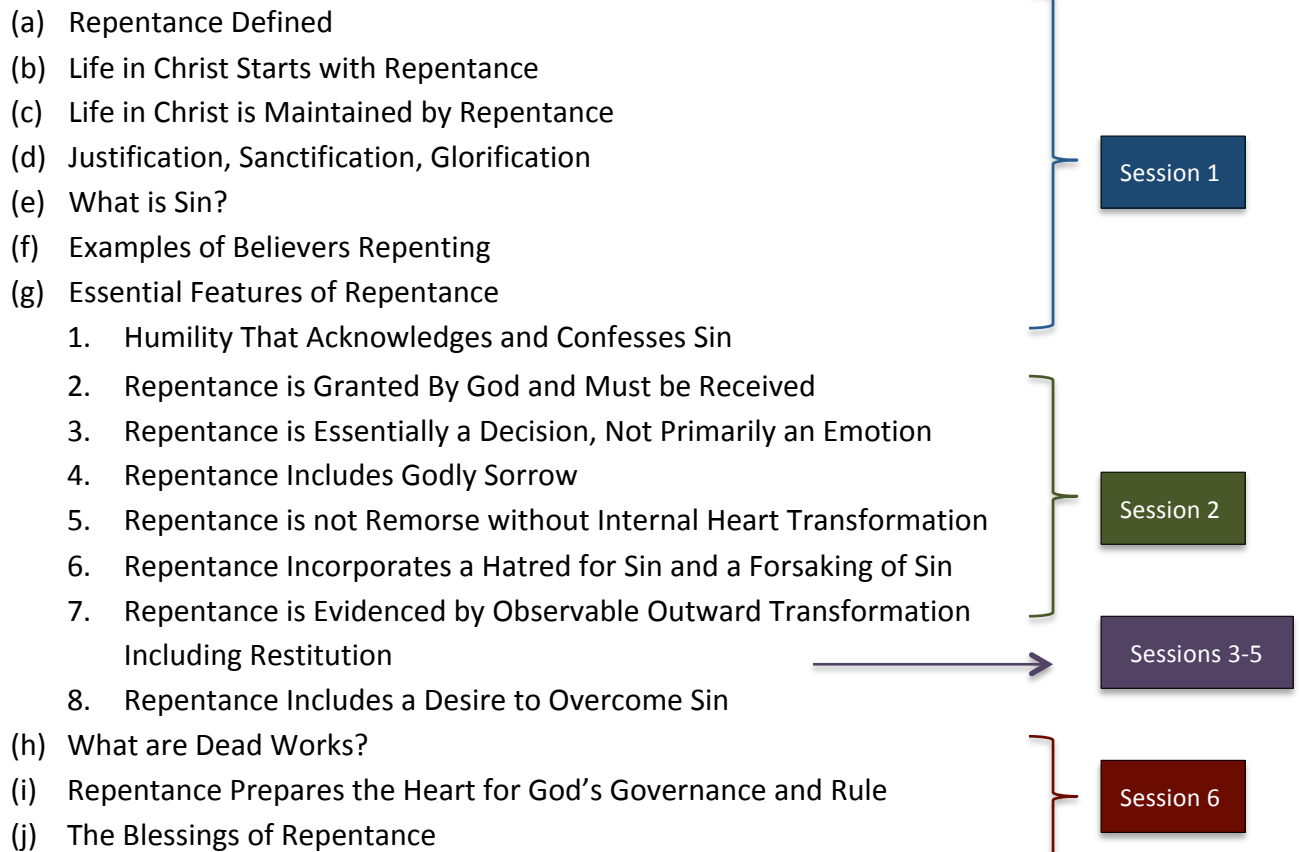 (a) Repentance Defined
(b) Life in Christ Starts with Repentance
(c) Life in Christ is Maintained by Repentance
(d) Justification, Sanctification, Glorification
Session 1
(e) What is Sin?
(f) Examples of Believers Repenting
(g) Essential Features of Repentance
1. Humility That Acknowledges and Confesses Sin
2. Repentance is Granted By God and Must be Received
3. Repentance is Essentially a Decision, Not Primarily an Emotion
4. Repentance Includes Godly Sorrow
5. Repentance is not Remorse without Internal Heart Transformation
Session 2
6. Repentance Incorporates a Hatred for Sin and a Forsaking of Sin
7. Repentance is Evidenced by Observable Outward Transformation
Including Restitution
Sessions 3-5
8. Repentance Includes a Desire to Overcome Sin
(h) What are Dead Works?
(i) Repentance Prepares the Heart for God’s Governance and Rule
Session 6
(j) The Blessings of Repentance